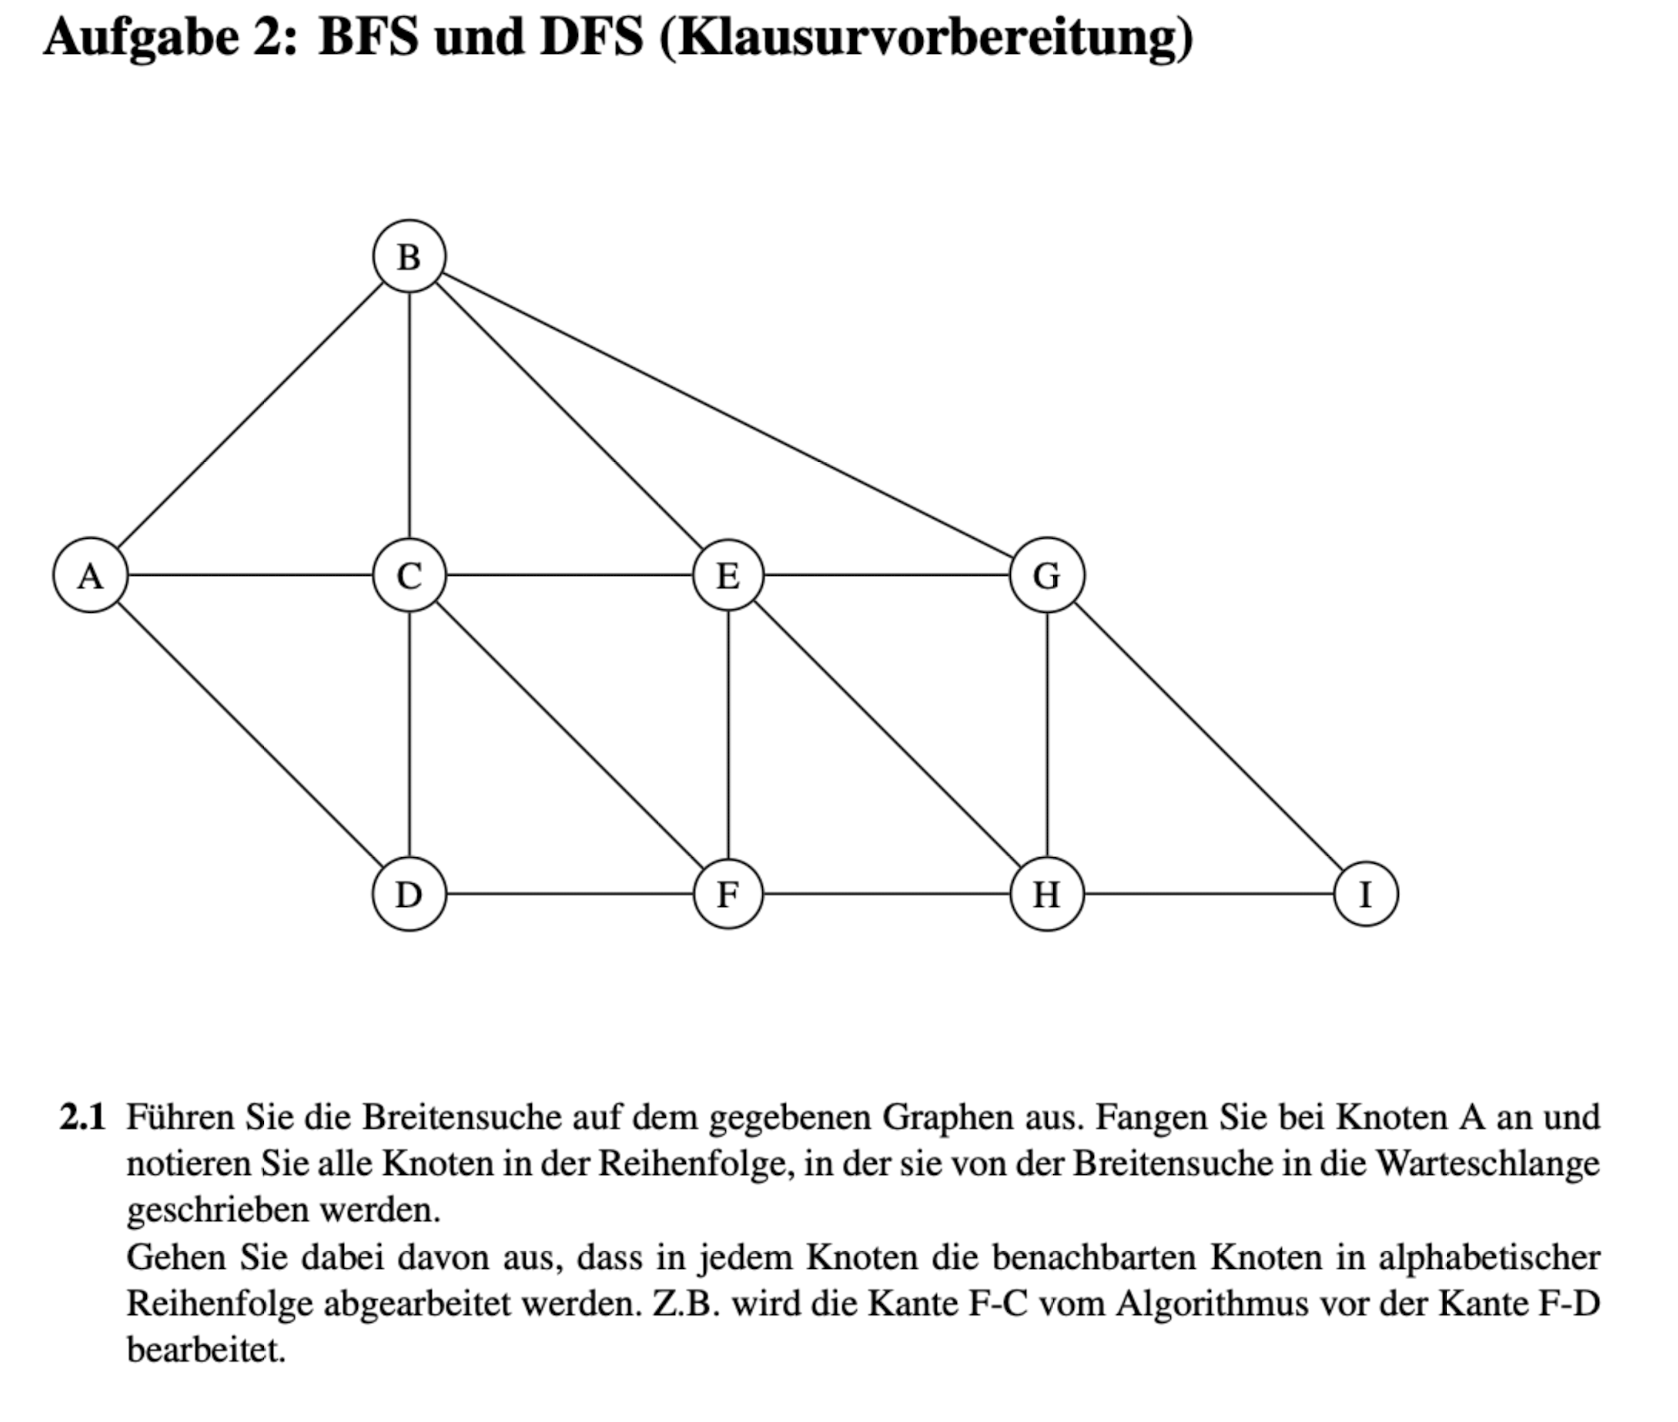 Aufgabe 2: BFS und DFS (Klausurvorbereitung)
B
A
C
E
G
D
F
H
I
2.1 Führen Sie die Breitensuche auf dem gegebenen Graphen aus. Fangen Sie bei Knoten A an und
notieren Sie alle Knoten in der Reihenfolge, in der sie von der Breitensuche in die Warteschlange
geschrieben werden.
Gehen Sie dabei davon aus, dass in jedem Knoten die benachbarten Knoten in alphabetischer
Reihenfolge abgearbeitet werden. Z.B. wird die Kante F-C vom Algorithmus vor der Kante F-D
bearbeitet.